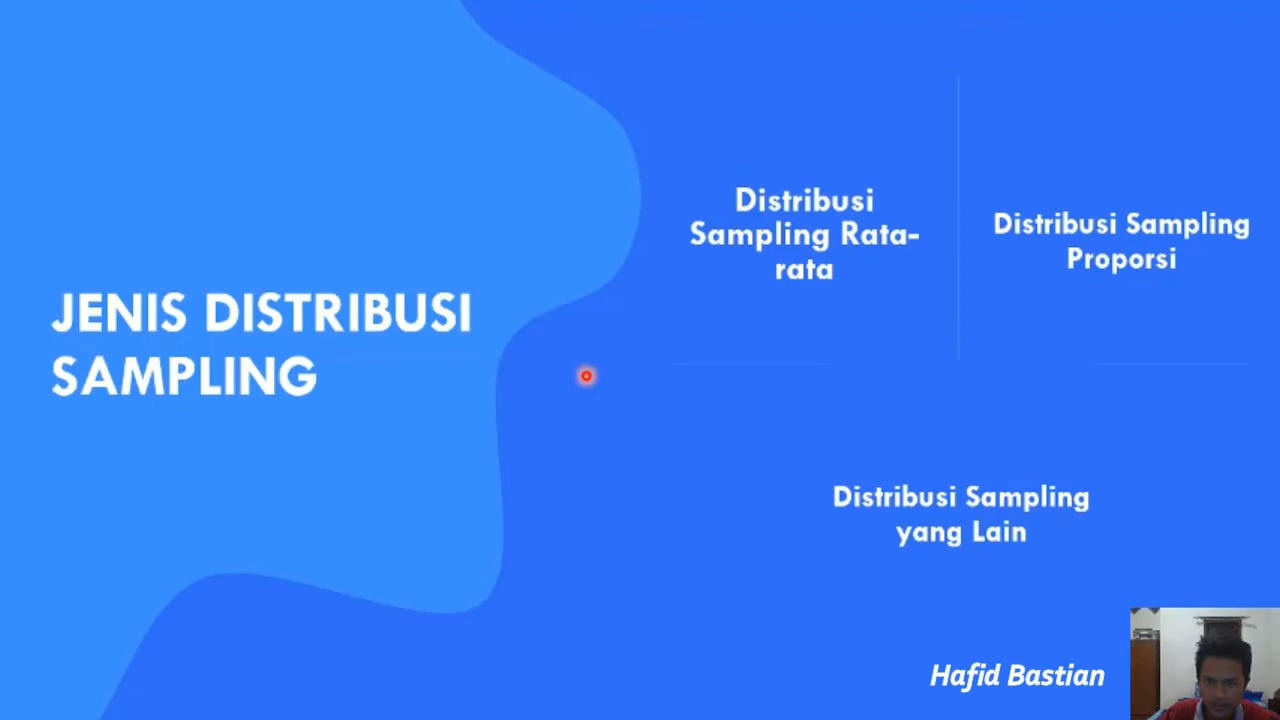 JENIS DISTRIBUSI
SAMPLING
Distribusi
Sampling Rata-
rata
Distribusi Sampling
Proporsi
Distribusi Sampling
yang Lain
Hafid Bastian